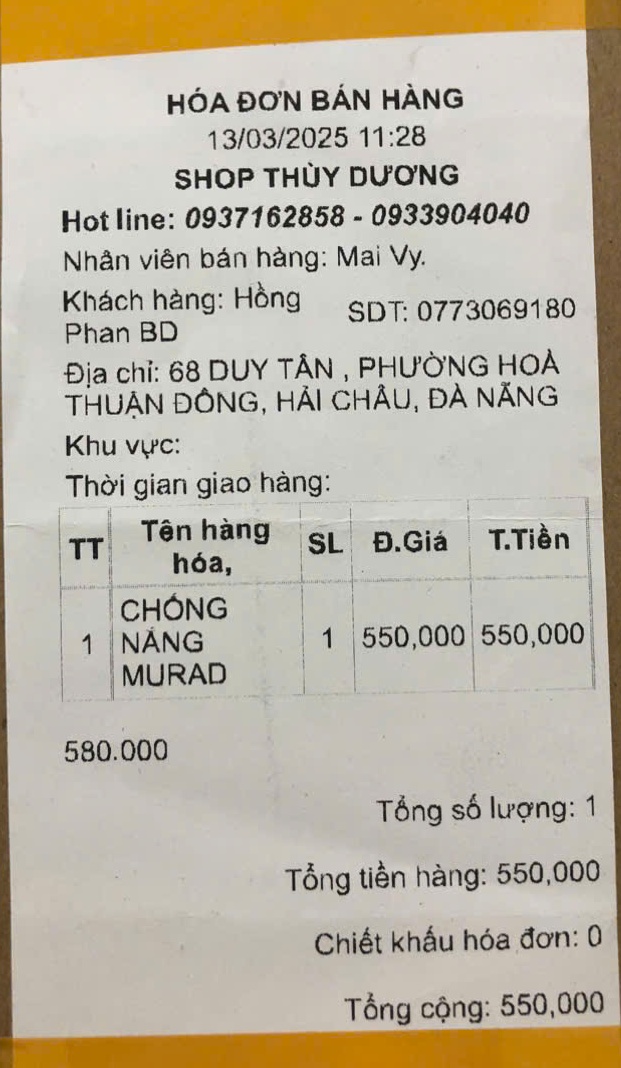 HÓA ĐƠN BÁN HÀNG
13/03/2025 11:28
SHOP THÙY DƯƠNG
Hot line: 0937162858 - 0933904040
Nhân viên bán hàng: Mai Vy.
Khách hàng: Hồng Phan BD
SDT: 0773069180
Địa chỉ: 68 DUY TÂN , PHƯỜNG HOÀ
THUẬN ĐÔNG, HẢI CHÂU, ĐÀ NẴNG
Khu vực:
Thời gian giao hàng:
TT Tên hàng hóa, SL Đ.Giá T.Tiền
1 CHỐNG NẮNG MURAD 1 550,000 550,000
580.000
Tổng số lượng: 1
Tổng tiền hàng: 550,000
Chiết khấu hóa đơn: 0
Tổng cộng: 550,000